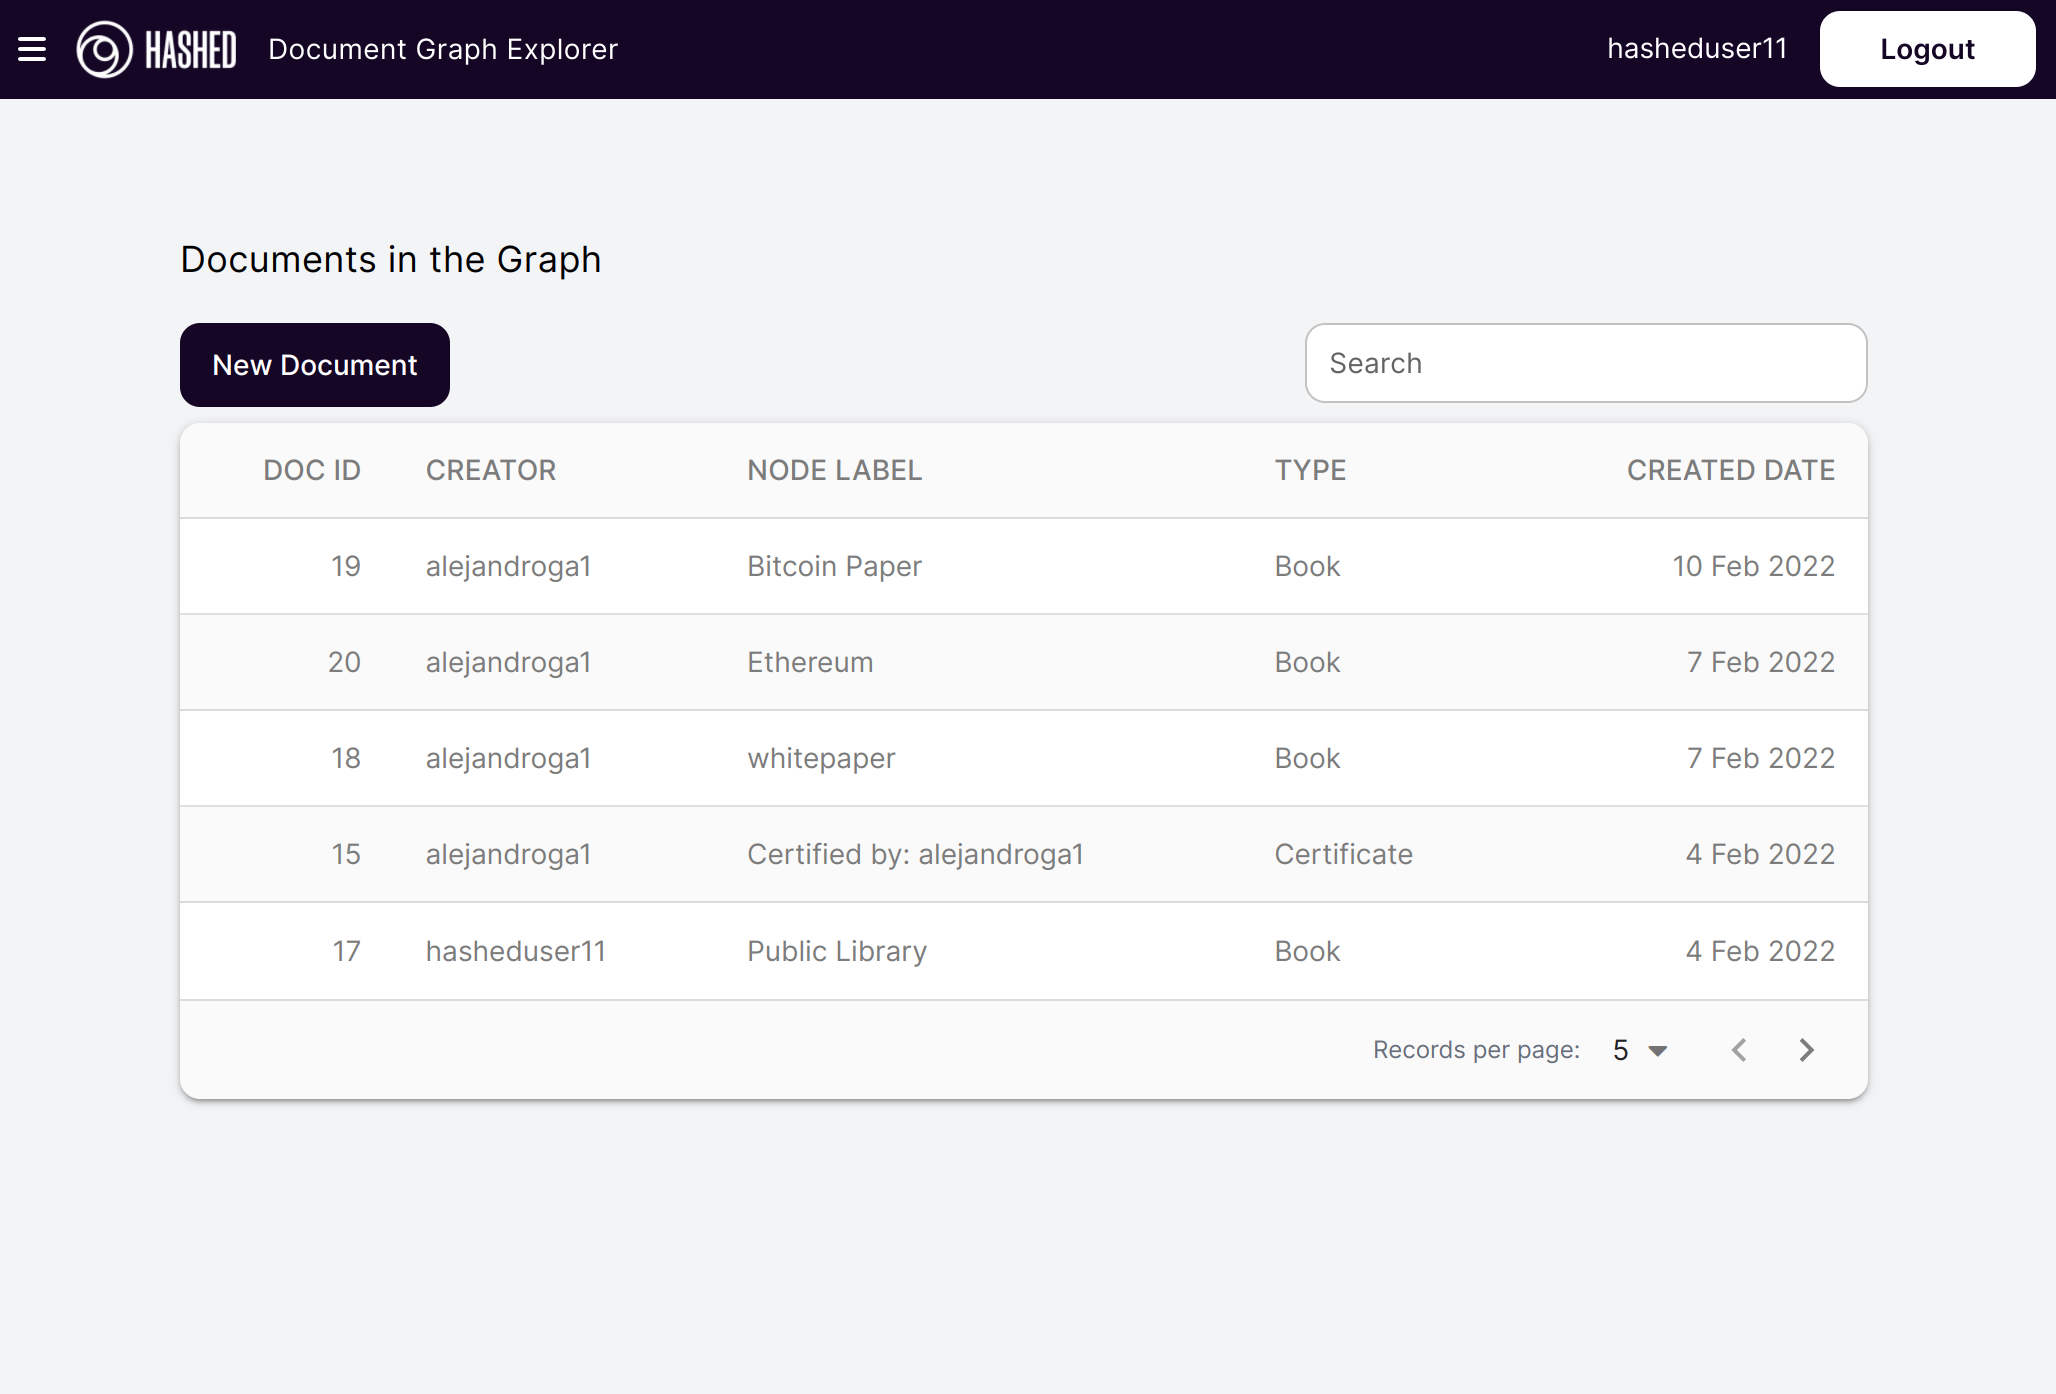 HASHED Document Graph Explorer hasheduser11 Logout
Documents in the Graph
New Document Search
DOC ID CREATOR NODE LABEL TYPE CREATED DATE
19 alejandroga1 Bitcoin Paper Book 10 Feb 2022
20 alejandroga1 Ethereum Book 7 Feb 2022
18 alejandroga1 whitepaper Book 7 Feb 2022
15 alejandroga1 Certified by: alejandroga1 Certificate 4 Feb 2022
17 hasheduser11 Public Library Book 4 Feb 2022
Records per page: 5